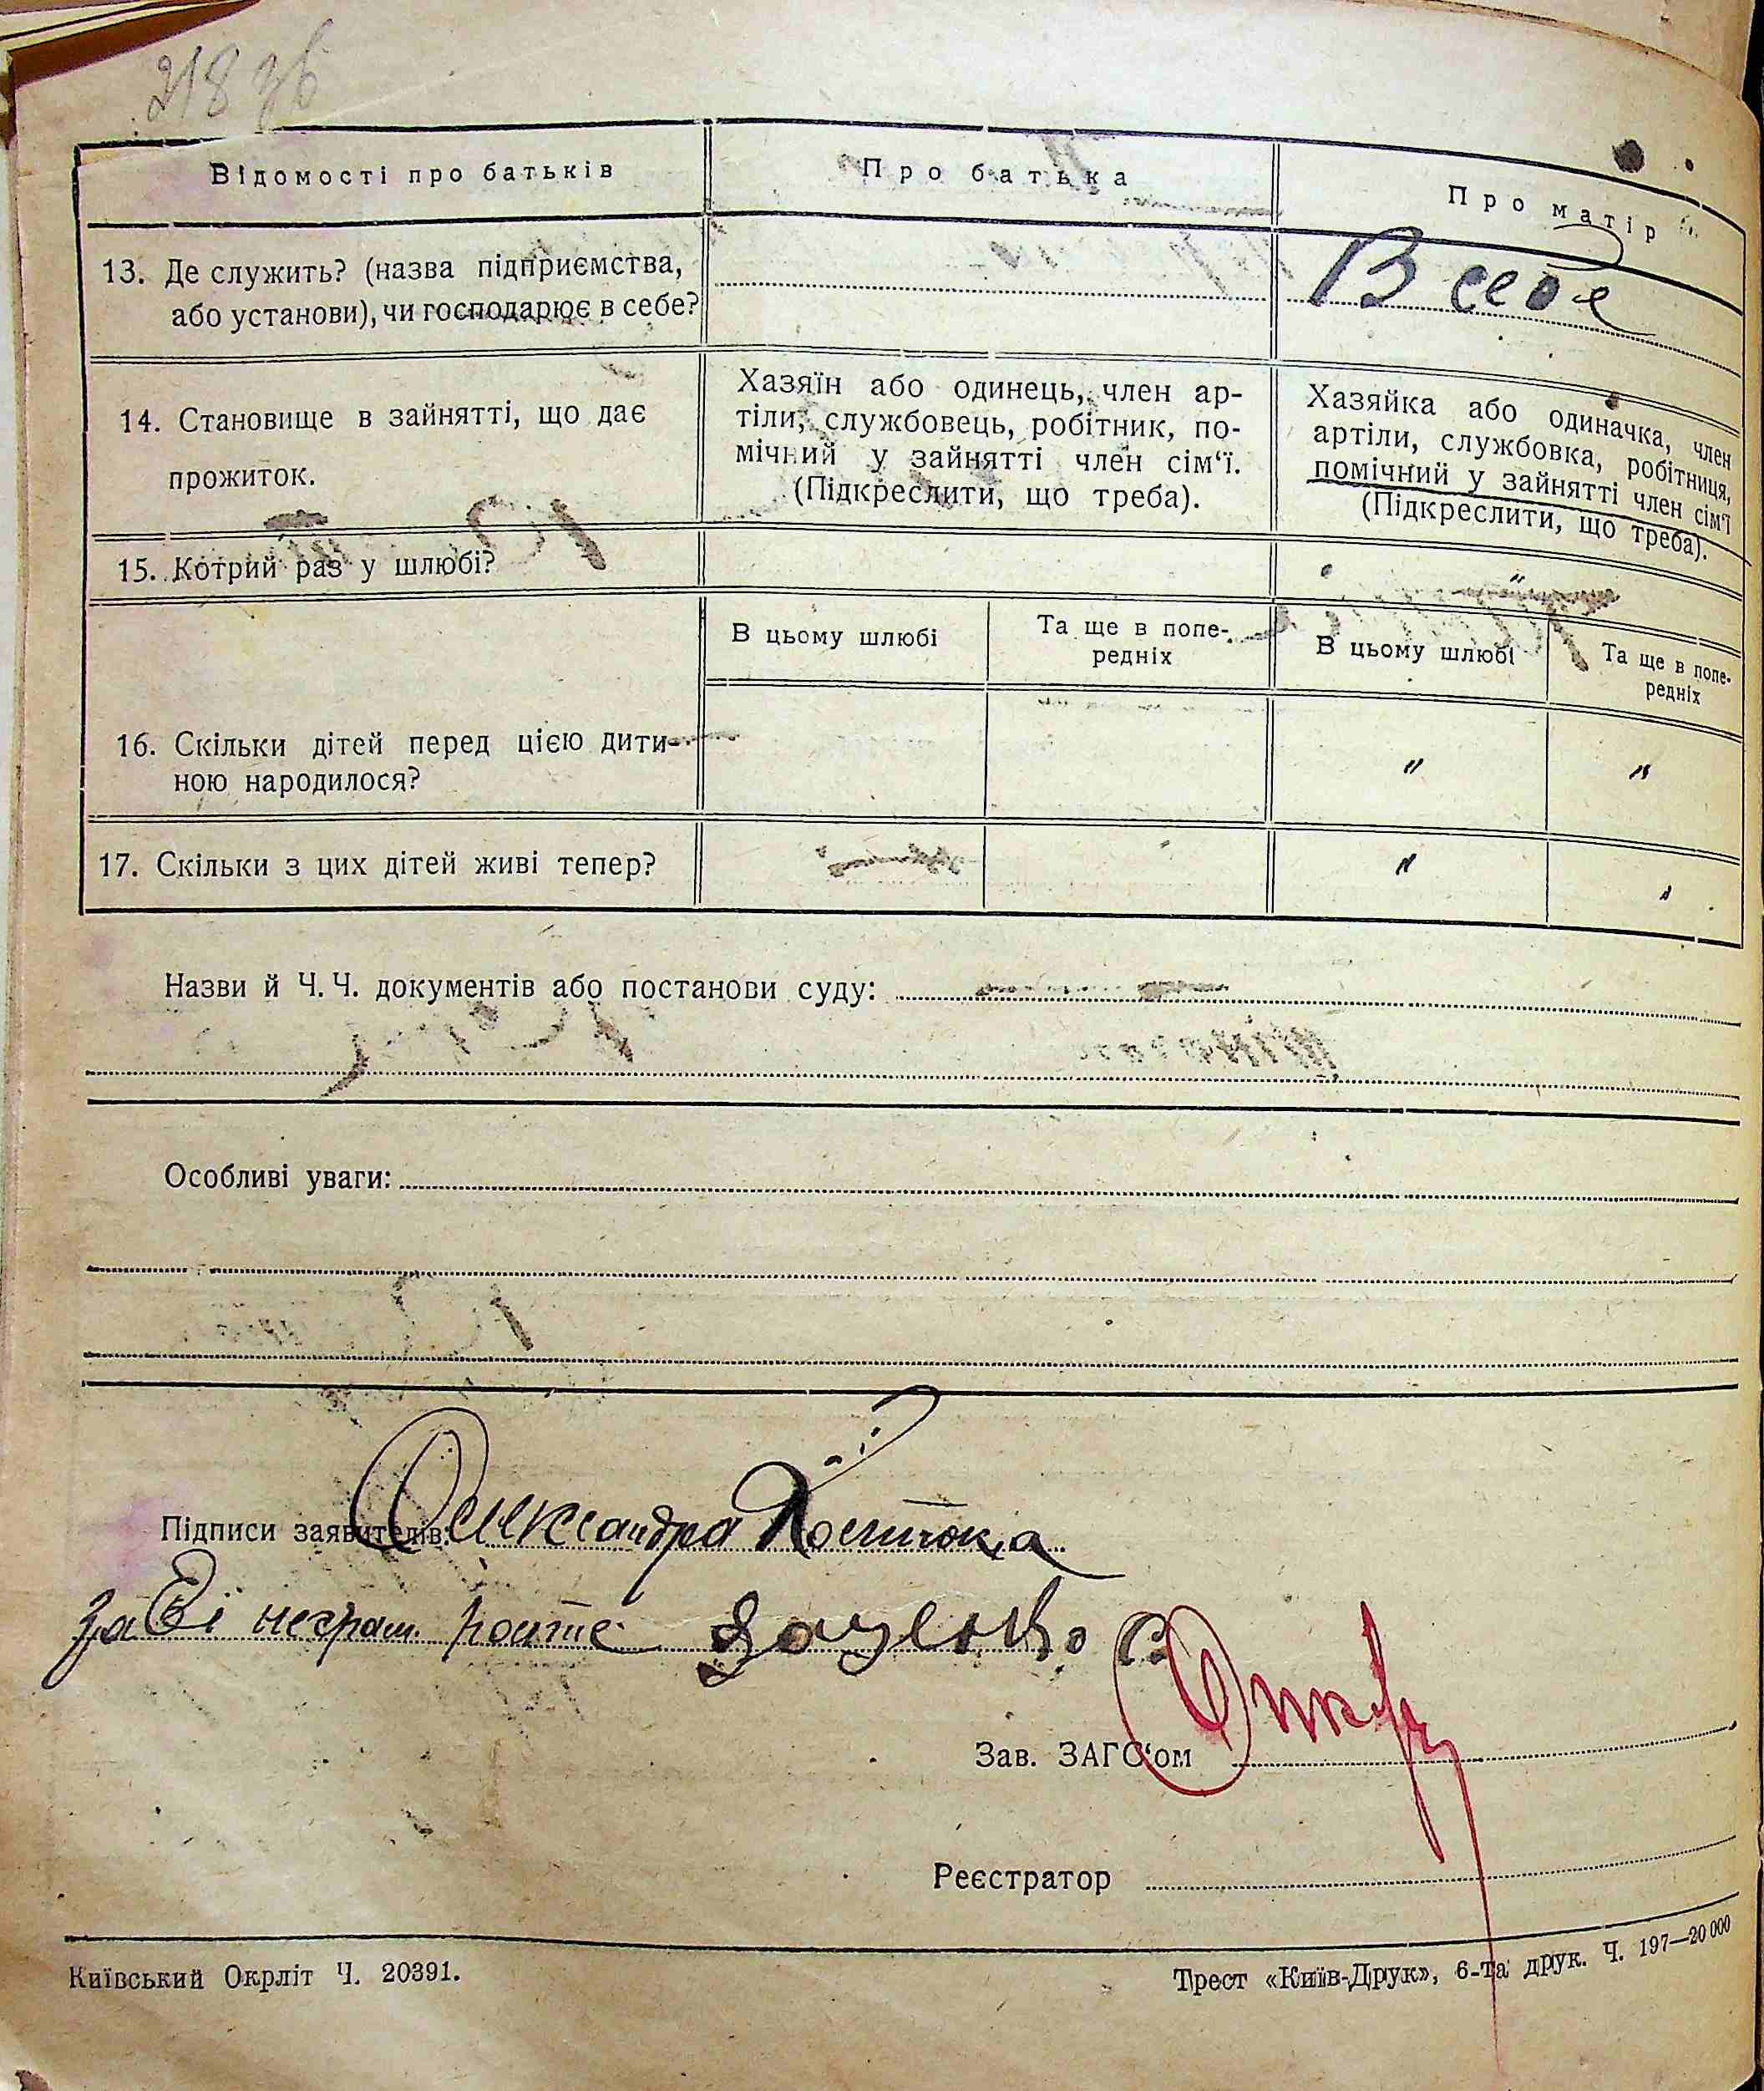 218 зв
Відомості про батьків
Про батька
Про матір
13. Де служить? (назва підприємства,
або установи), чи господарює в себе?
В себе
14. Становище в зайнятті, що дає
прожиток.
Хазяїн або одинець, член ар-
тіли, службовець, робітник, по-
мічний у зайнятті член сім‘ї.
(Підкреслити, що треба).
Хазяйка або одиначка, член
артіли, службовка, робітниця,
помічний у зайнятті член сім‘ї
(Підкреслити, що треба).
15. Котрий раз у шлюбі?
"
В цьому шлюбі
Та ще в попе-
редніх
В цьому шлюбі
Та ще в попе-
редніх
16. Скільки дітей перед цією дити-
ною народилося?
" "
17. Скільки з цих дітей живі тепер?
" "
Назви й Ч. Ч. документів або постанови суду:
Особливі уваги:
Підписи заявителів: Олександра
за неграм.
Зав. ЗАГС‘ом
Реєстратор
Київський Окрліт Ч. 20391.
Трест «Київ-Друк», 6-та друк. Ч. 197—20 000